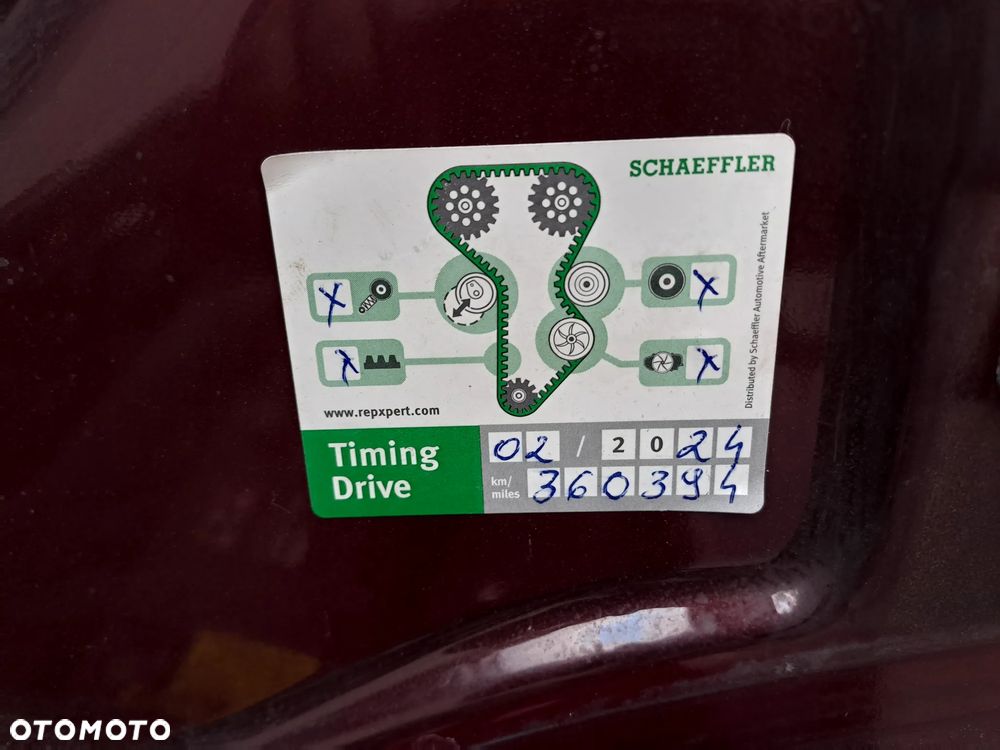 SCHAEFFLER
Distributed by Schaeffler Automotive Aftermarket
X
X
X
X
www.repxpert.com
Timing Drive
02 / 2024
km/miles 360394
OTOMOTO